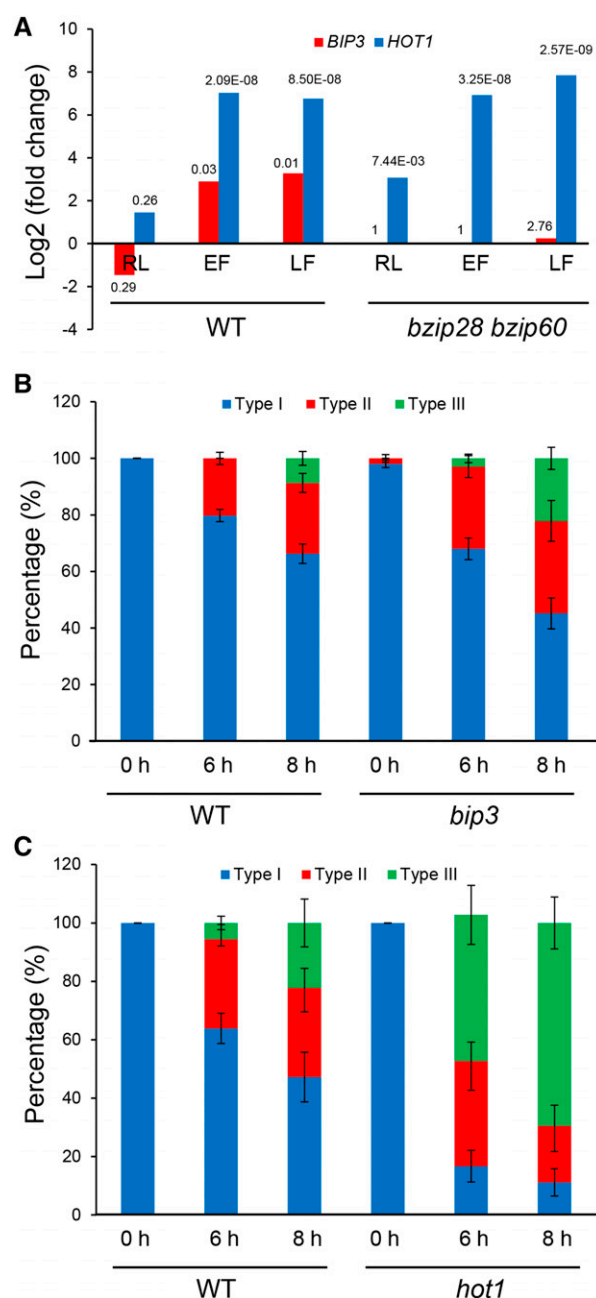 A
BIP3 HOT1
Log2 (fold change)
10
8
6
4
2
0
-2
-4
0.29
0.26
0.03
2.09E-08
0.01
8.50E-08
1
7.44E-03
1
3.25E-08
2.76
2.57E-09
RL EF LF RL EF LF
WT bzip28 bzip60
B
Type I Type II Type III
Percentage (%)
120
100
80
60
40
20
0
0 h 6 h 8 h 0 h 6 h 8 h
WT bip3
C
Type I Type II Type III
Percentage (%)
120
100
80
60
40
20
0
0 h 6 h 8 h 0 h 6 h 8 h
WT hot1